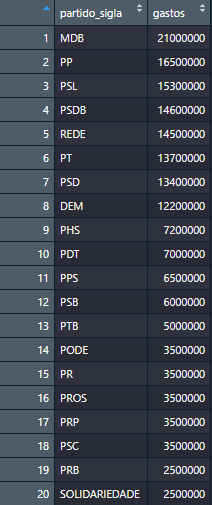 partido_sigla gastos
1 MDB 21000000
2 PP 16500000
3 PSL 15300000
4 PSDB 14600000
5 REDE 14500000
6 PT 13700000
7 PSD 13400000
8 DEM 12200000
9 PHS 7200000
10 PDT 7000000
11 PPS 6500000
12 PSB 6000000
13 PTB 5000000
14 PODE 3500000
15 PR 3500000
16 PROS 3500000
17 PRP 3500000
18 PSC 3500000
19 PRB 2500000
20 SOLIDARIEDADE 2500000